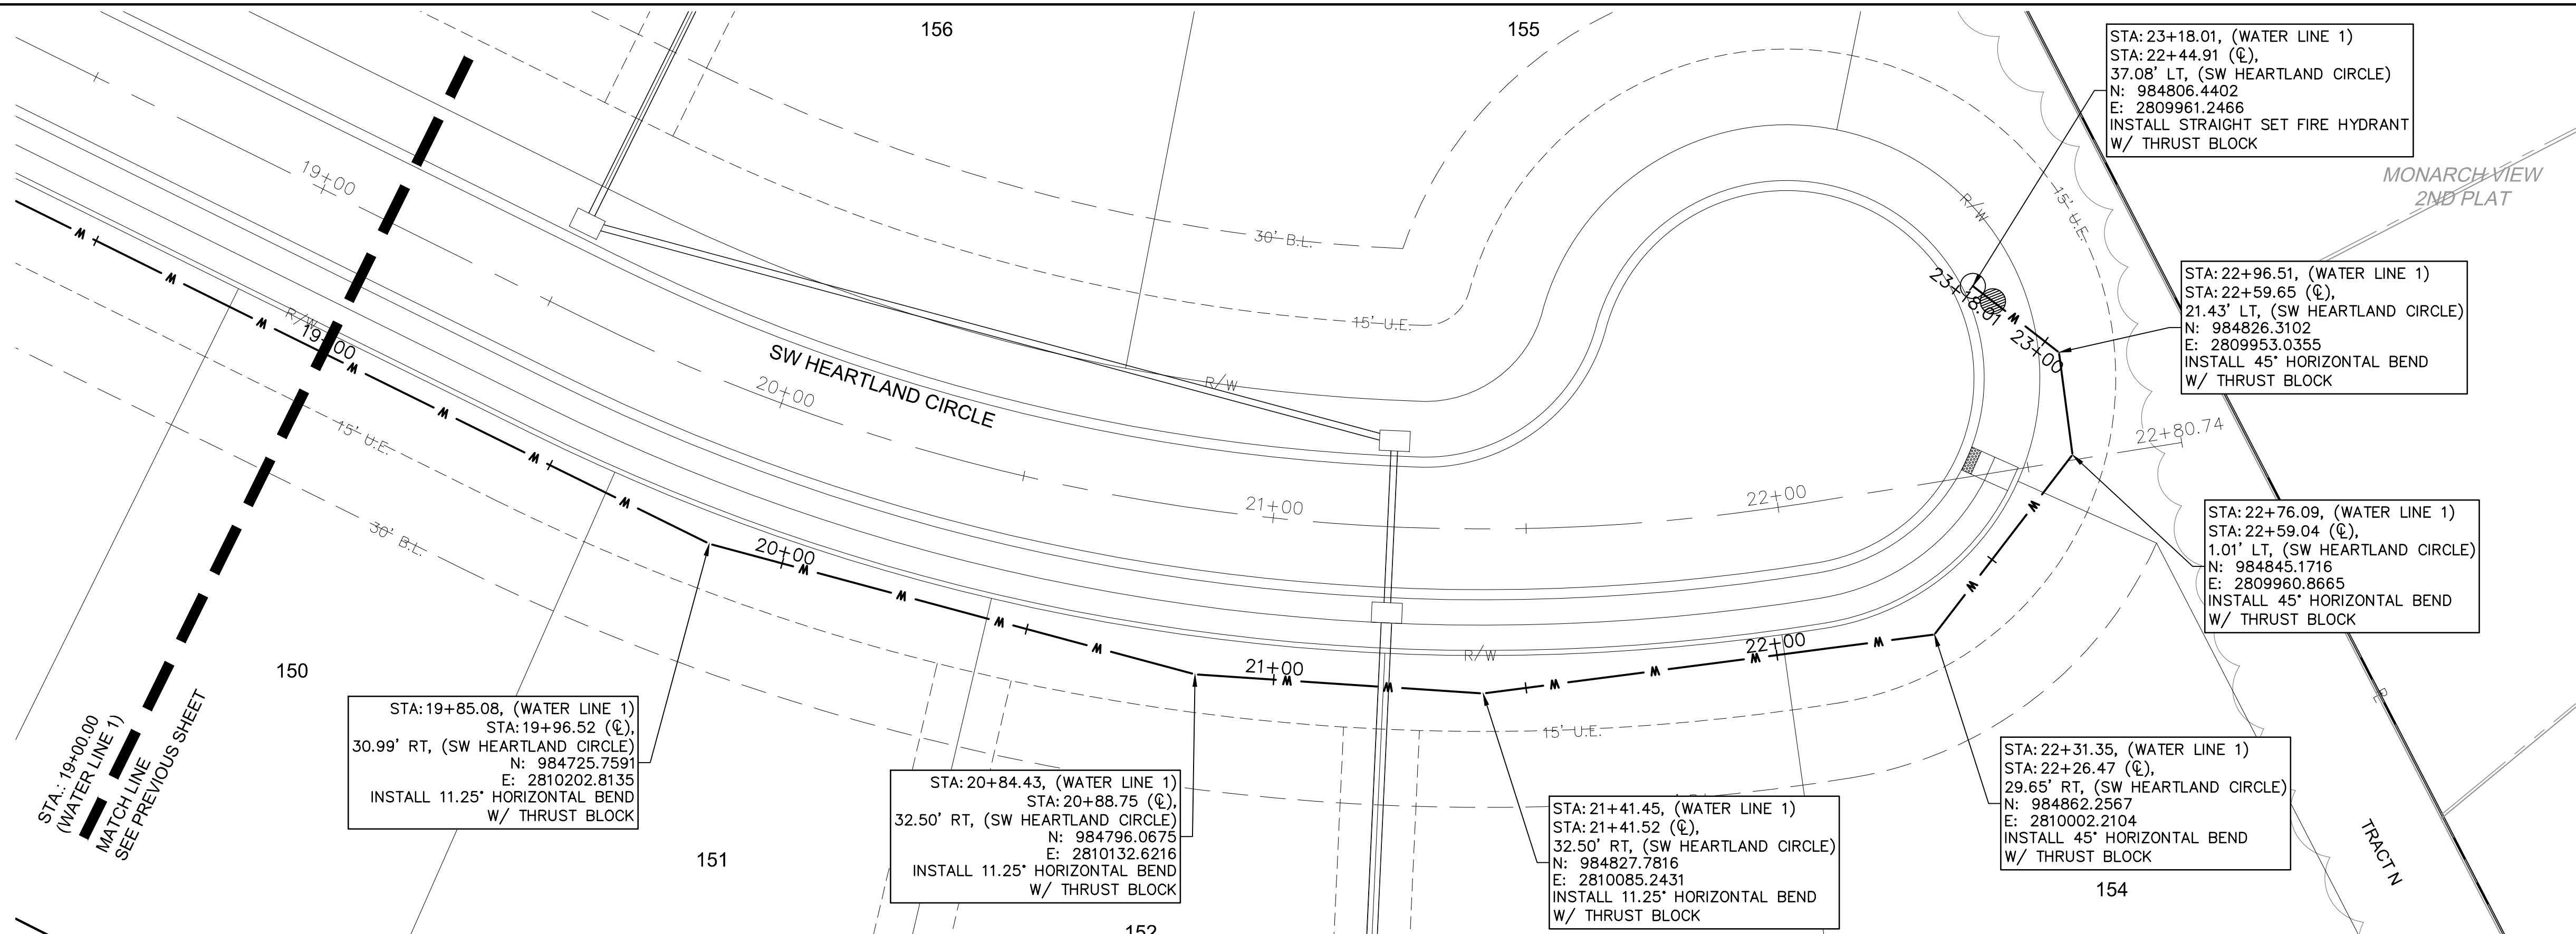 156
155
STA: 23+18.01, (WATER LINE 1)
STA: 22+44.91 (℄),
37.08' LT, (SW HEARTLAND CIRCLE)
N: 984806.4402
E: 2809961.2466
INSTALL STRAIGHT SET FIRE HYDRANT
W/ THRUST BLOCK
MONARCH VIEW
2ND PLAT
19+00
R/W
15' U.E.
30' B.L.
15' U.E.
R/W
23+18.01
23+00
STA: 22+96.51, (WATER LINE 1)
STA: 22+59.65 (℄),
21.43' LT, (SW HEARTLAND CIRCLE)
N: 984826.3102
E: 2809953.0355
INSTALL 45° HORIZONTAL BEND
W/ THRUST BLOCK
W
W
W
R/W
19+00
W
W
W
W
W
SW HEARTLAND CIRCLE
20+00
21+00
22+00
22+80.74
15' U.E.
30' B.L.
STA: 22+76.09, (WATER LINE 1)
STA: 22+59.04 (℄),
1.01' LT, (SW HEARTLAND CIRCLE)
N: 984845.1716
E: 2809960.8665
INSTALL 45° HORIZONTAL BEND
W/ THRUST BLOCK
20+00
W
W
W
W
21+00
W
W
R/W
W
W
W
22+00
W
W
W
15' U.E.
150
STA.: 19+00.00
(WATER LINE 1)
MATCH LINE
SEE PREVIOUS SHEET
STA: 19+85.08, (WATER LINE 1)
STA: 19+96.52 (℄),
30.99' RT, (SW HEARTLAND CIRCLE)
N: 984725.7591
E: 2810202.8135
INSTALL 11.25° HORIZONTAL BEND
W/ THRUST BLOCK
STA: 20+84.43, (WATER LINE 1)
STA: 20+88.75 (℄),
32.50' RT, (SW HEARTLAND CIRCLE)
N: 984796.0675
E: 2810132.6216
INSTALL 11.25° HORIZONTAL BEND
W/ THRUST BLOCK
STA: 21+41.45, (WATER LINE 1)
STA: 21+41.52 (℄),
32.50' RT, (SW HEARTLAND CIRCLE)
N: 984827.7816
E: 2810085.2431
INSTALL 11.25° HORIZONTAL BEND
W/ THRUST BLOCK
STA: 22+31.35, (WATER LINE 1)
STA: 22+26.47 (℄),
29.65' RT, (SW HEARTLAND CIRCLE)
N: 984862.2567
E: 2810002.2104
INSTALL 45° HORIZONTAL BEND
W/ THRUST BLOCK
151
152
154
TRACT N